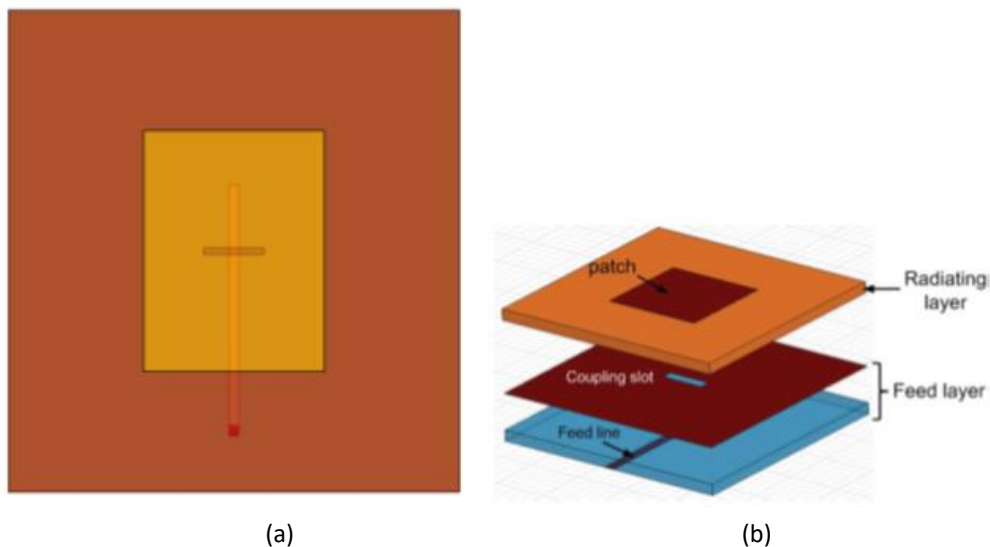 patch
Radiating
layer
Coupling slot
Feed layer
Feed line
(a)
(b)